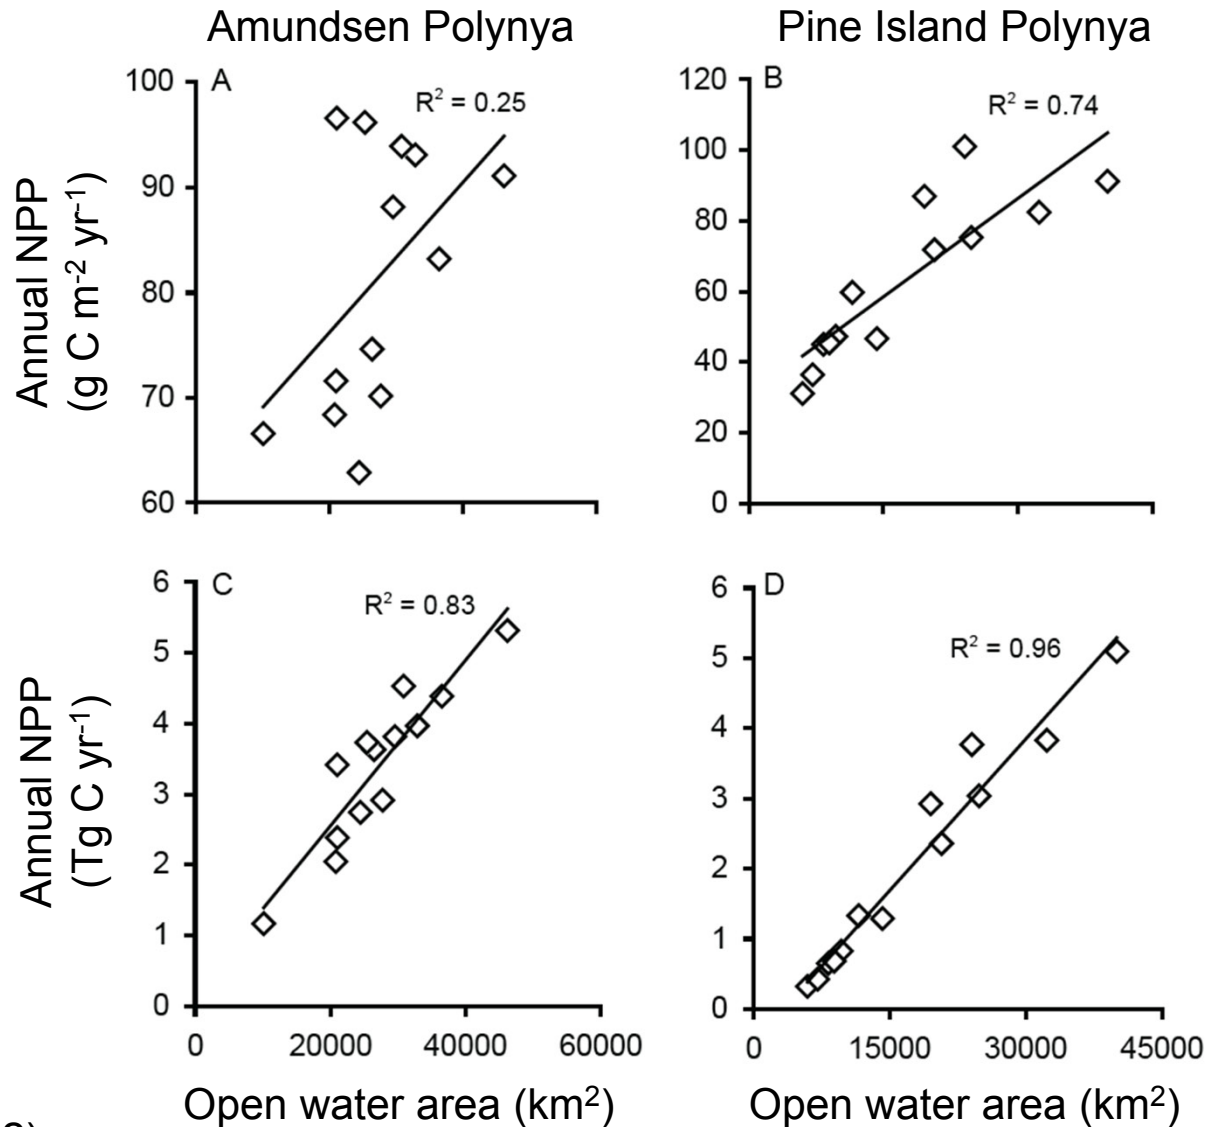 Amundsen Polynya
Pine Island Polynya
Annual NPP
(g C m-2 yr-1)
100
90
80
70
60
A
R2 = 0.25
120
100
80
60
40
20
0
B
R2 = 0.74
Annual NPP
(Tg C yr-1)
6
5
4
3
2
1
0
C
R2 = 0.83
0 20000 40000 60000
Open water area (km2)
6
5
4
3
2
1
0
D
R2 = 0.96
0 15000 30000 45000
Open water area (km2)